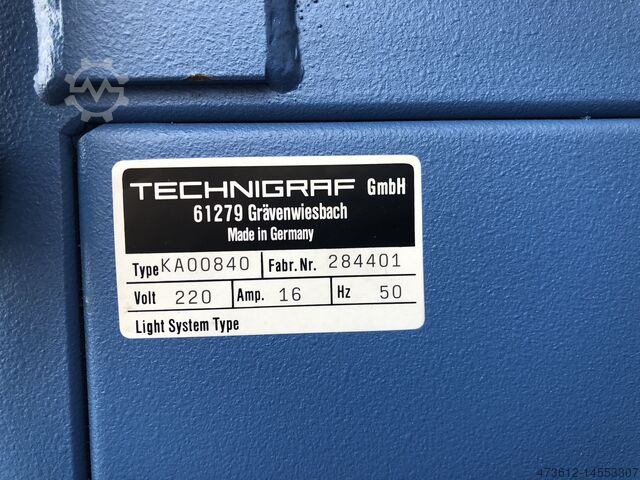 TECHNIGRAF GmbH
61279 Grävenwiesbach
Made in Germany
Type KA00840 Fabr. Nr. 284401
Volt 220 Amp. 16 Hz 50
Light System Type
473612-14553307